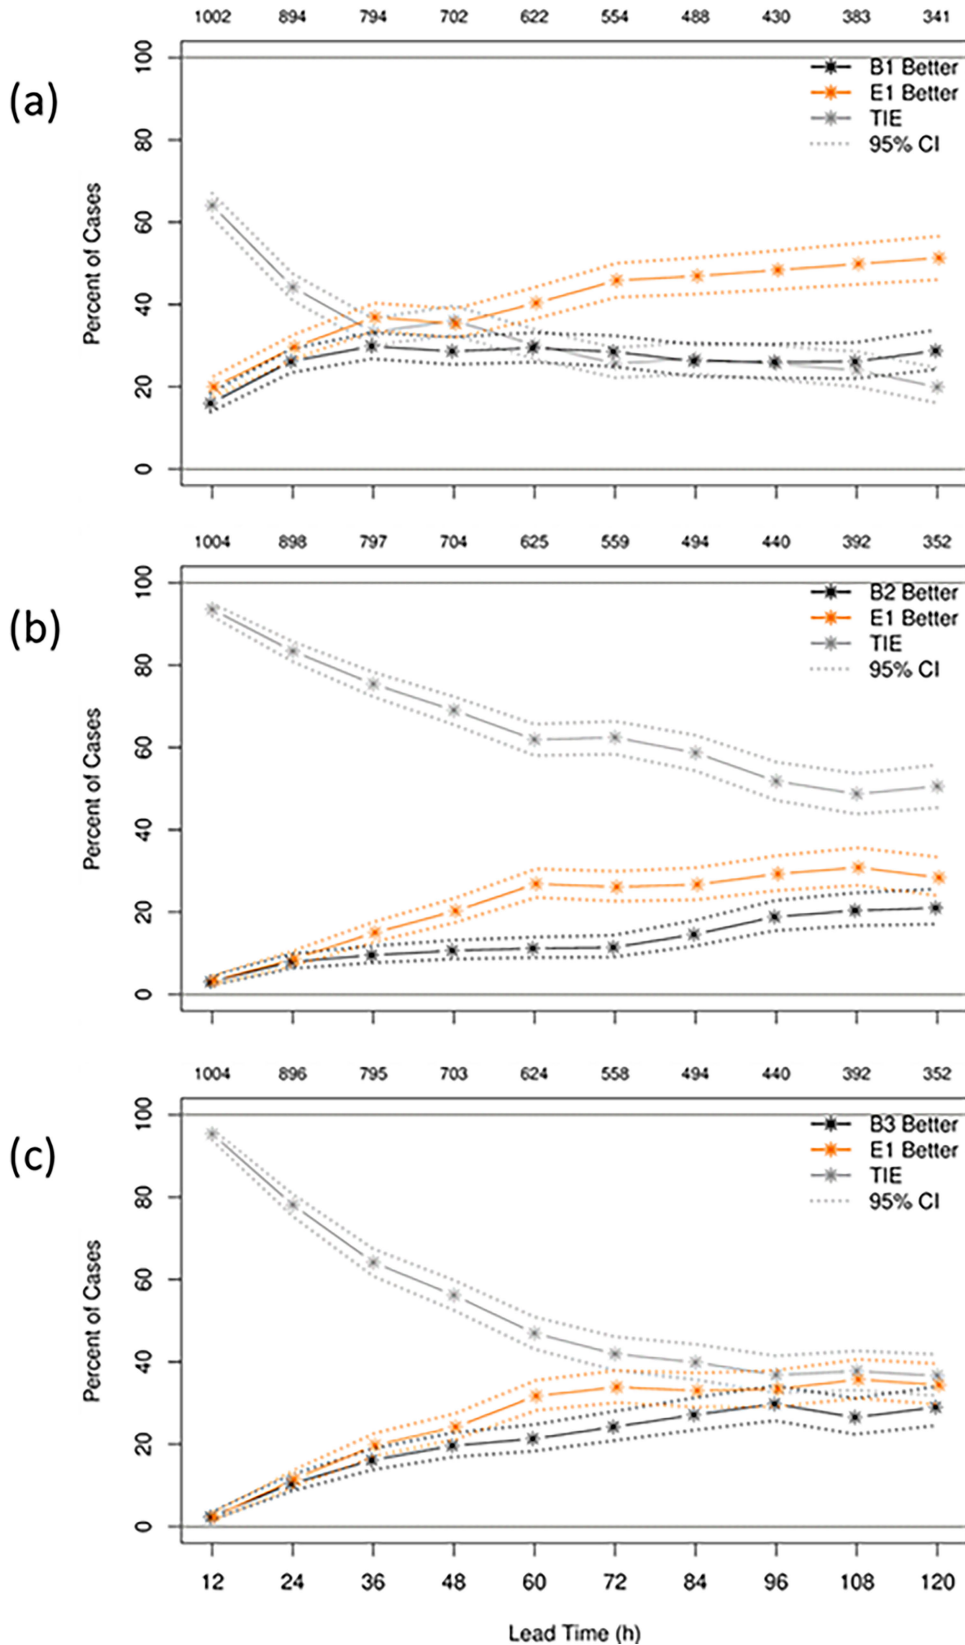 1002 894 794 702 622 554 488 430 383 341
(a)
Percent of Cases
100
80
60
40
20
0
B1 Better
E1 Better
TIE
95% CI
1004 898 797 704 625 559 494 440 392 352
(b)
Percent of Cases
100
80
60
40
20
0
B2 Better
E1 Better
TIE
95% CI
1004 896 795 703 624 558 494 440 392 352
(c)
Percent of Cases
100
80
60
40
20
0
B3 Better
E1 Better
TIE
95% CI
12 24 36 48 60 72 84 96 108 120
Lead Time (h)